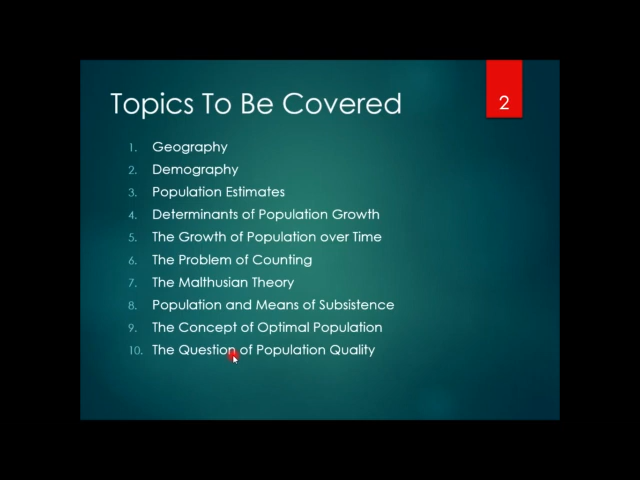 Topics To Be Covered
2
1. Geography
2. Demography
3. Population Estimates
4. Determinants of Population Growth
5. The Growth of Population over Time
6. The Problem of Counting
7. The Malthusian Theory
8. Population and Means of Subsistence
9. The Concept of Optimal Population
10. The Question of Population Quality